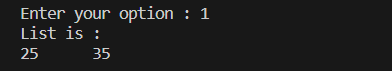 Enter your option : 1
List is :
25      35